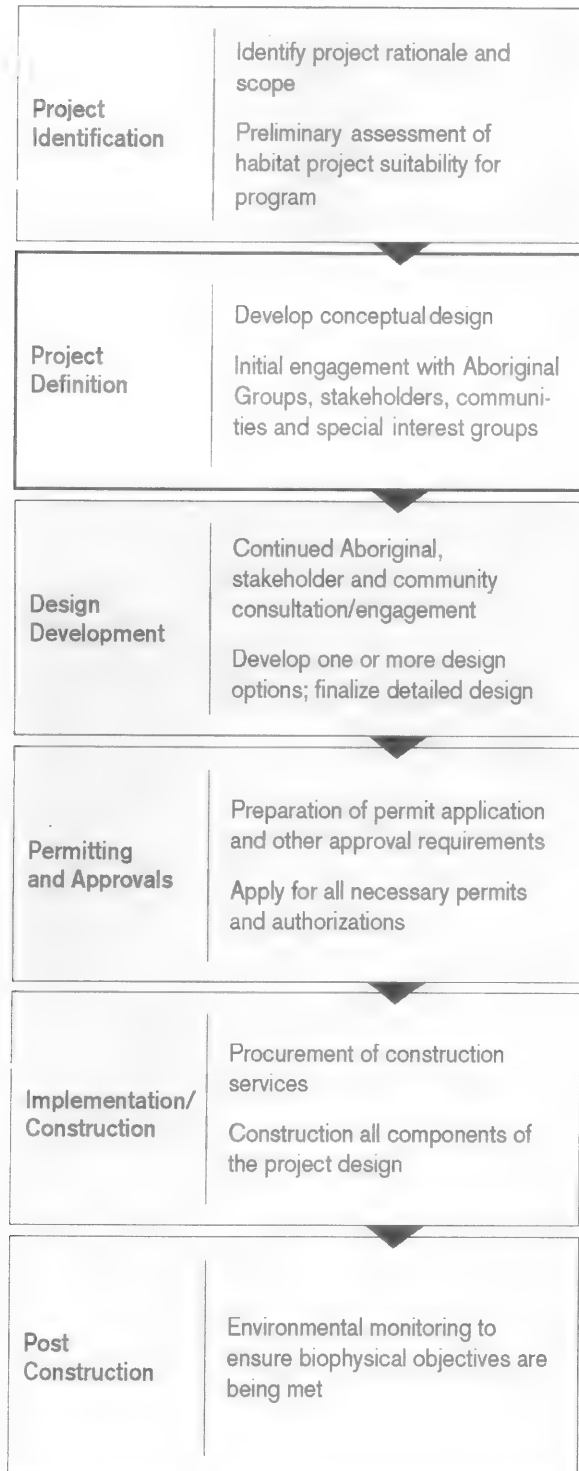 Project
Identification
Identify project rationale and
scope
Preliminary assessment of
habitat project suitability for
program
Project
Definition
Develop conceptual design
Initial engagement with Aboriginal
Groups, stakeholders, communi-
ties and special interest groups
Design
Development
Continued Aboriginal,
stakeholder and community
consultation/engagement
Develop one or more design
options; finalize detailed design
Permitting
and Approvals
Preparation of permit application
and other approval requirements
Apply for all necessary permits
and authorizations
Implementation/
Construction
Procurement of construction
services
Construction all components of
the project design
Post
Construction
Environmental monitoring to
ensure biophysical objectives are
being met